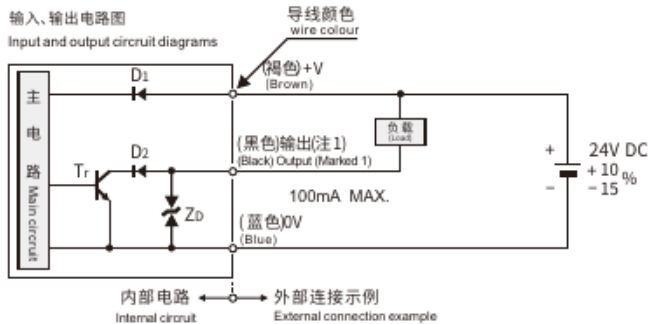 输入、输出电路图
Input and output circruit diagrams
导线颜色
wire colour
D1
(褐色)+V
(Brown)
主电路
Main circruit
负载
(Load)
(黑色)输出(注1)
(Black) Output (Marked 1)
D2
Tr
ZD
100mA MAX.
+
−
24V DC
+10
−15 %
(蓝色)0V
(Blue)
内部电路
外部连接示例
Internal circruit
External connection example